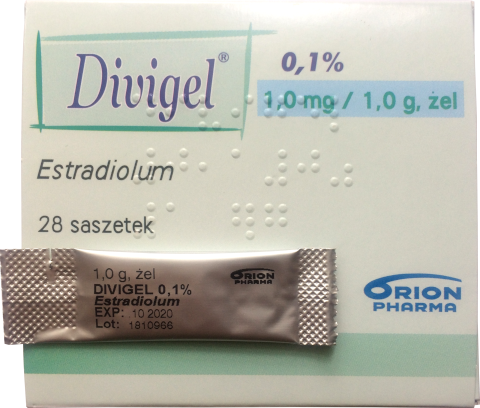 Divigel®
0,1%
1,0 mg / 1,0 g, żel
Estradiolum
28 saszetek
ORION
PHARMA
1,0 g, żel
DIVIGEL 0,1%
Estradiolum
EXP: 10 2020
Lot: 1810966
ORION
PHARMA